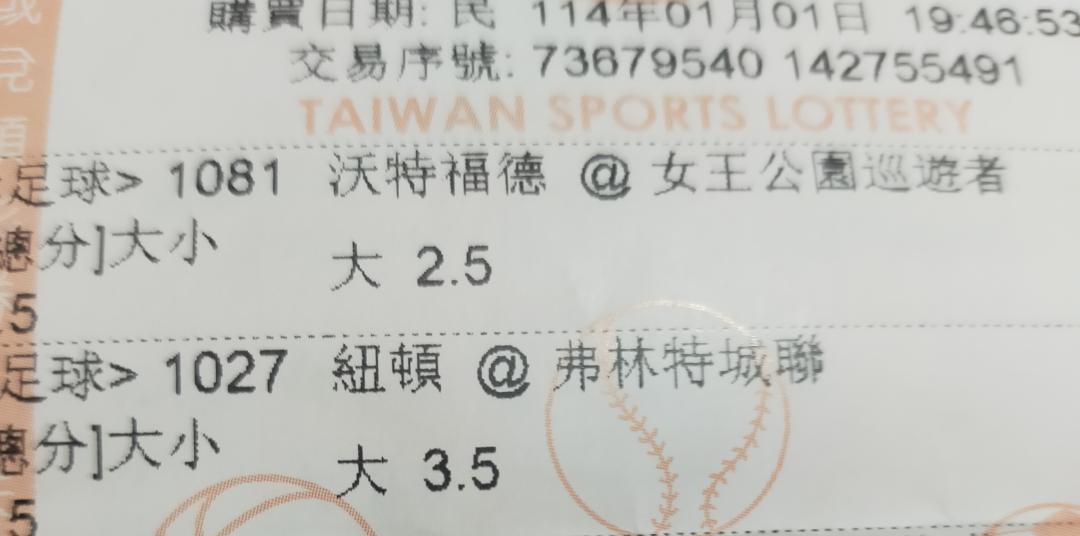 購買日期: 民 114年01月01日 19:46:53
交易序號: 73679540 142755491
TAIWAN SPORTS LOTTERY
足球> 1081 沃特福德 @ 女王公園巡遊者
總分]大小 大 2.5
.5
足球> 1027 紐頓 @ 弗林特城聯
總分]大小 大 3.5
.5